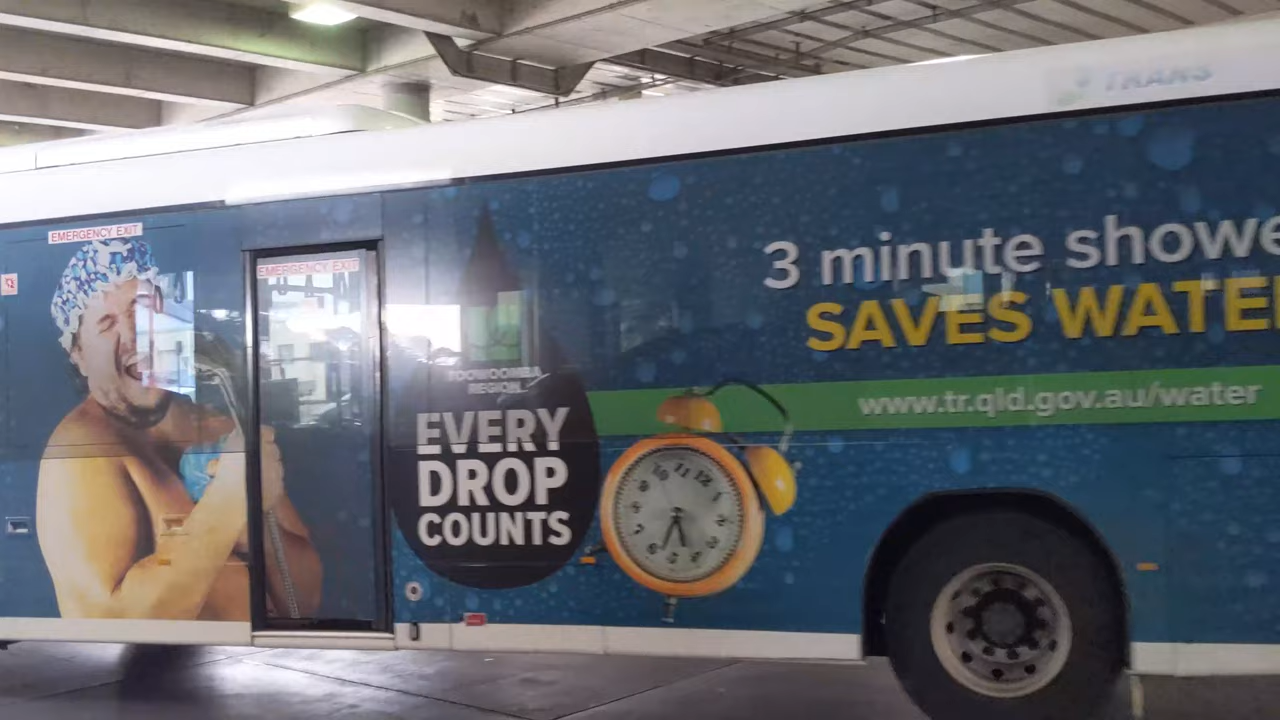 TRANS
EMERGENCY EXIT
EMERGENCY EXIT
3 minute showe
SAVES WATE
www.tr.qld.gov.au/water
TOOWOOMBA
REGION
EVERY
DROP
COUNTS